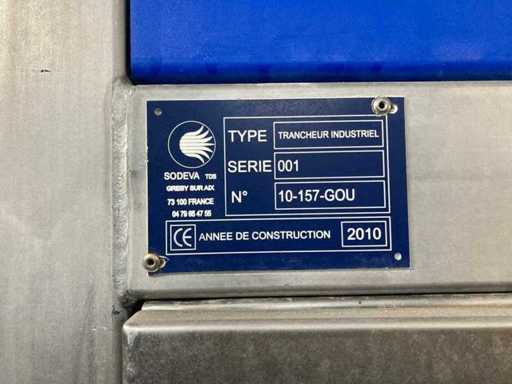 SODEVA TDS
GRESY SUR AIX
73 100 FRANCE
04 79 65 47 55
TYPE TRANCHEUR INDUSTRIEL
SERIE 001
N° 10-157-GOU
CE ANNEE DE CONSTRUCTION 2010